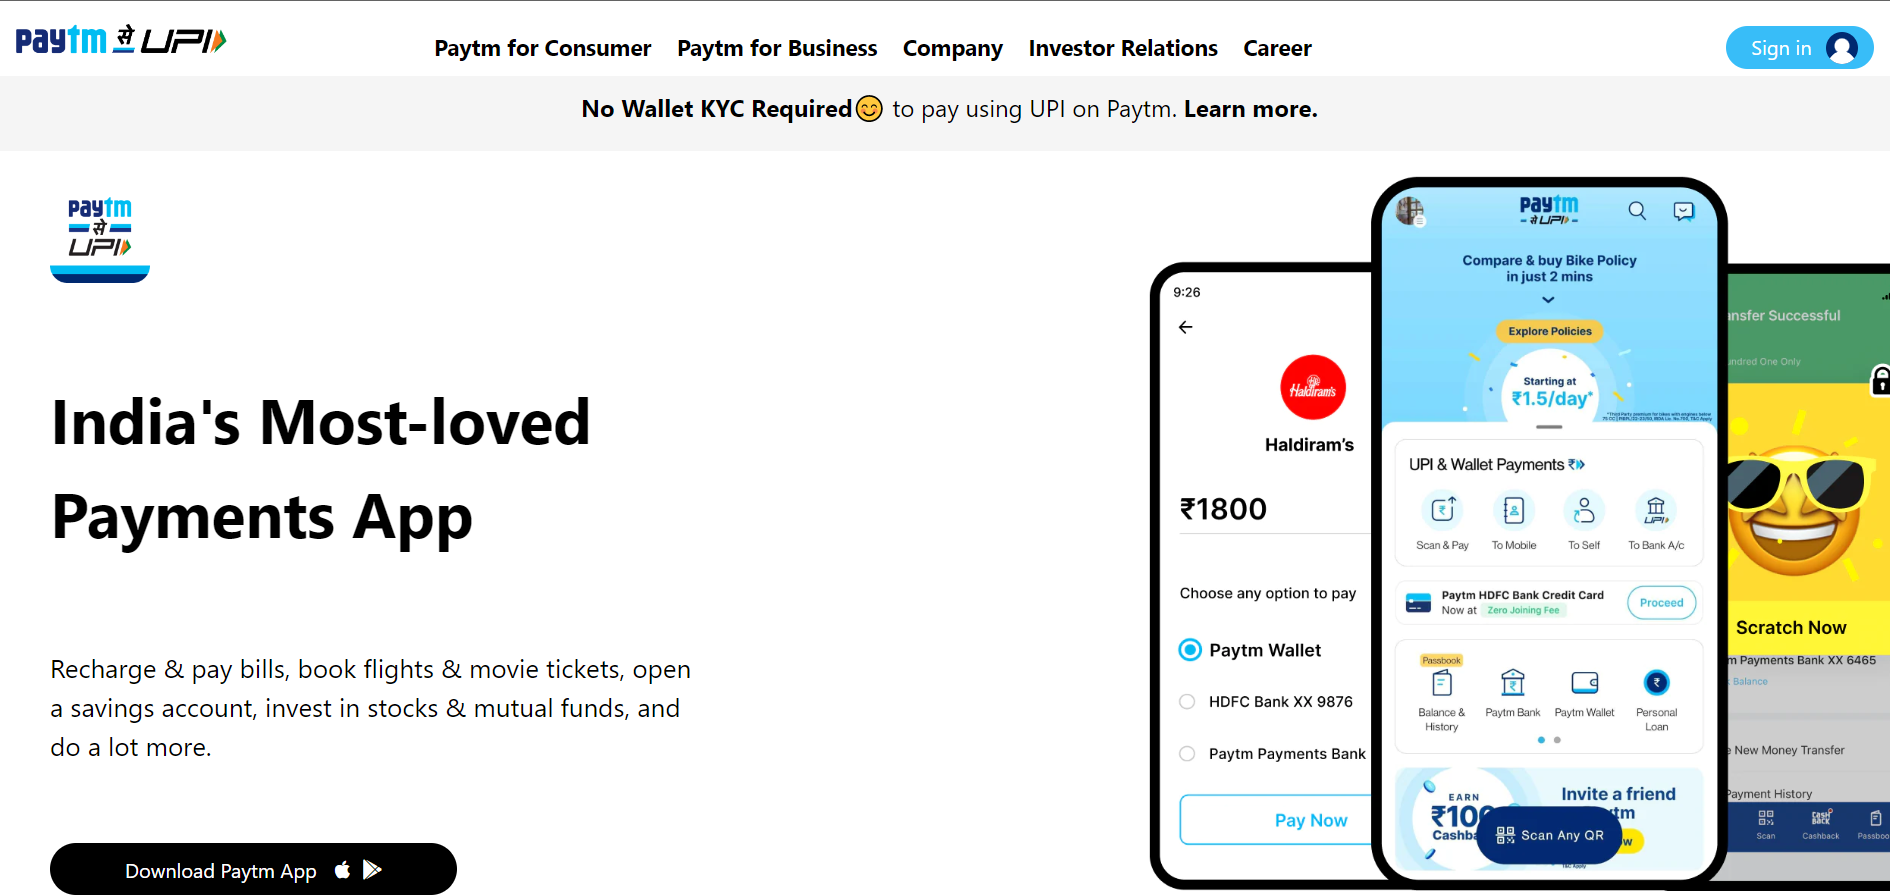 paytm से UPI
Paytm for Consumer
Paytm for Business
Company
Investor Relations
Career
Sign in
No Wallet KYC Required😊 to pay using UPI on Paytm. Learn more.
paytm
से
UPI
India's Most-loved
Payments App
Recharge & pay bills, book flights & movie tickets, open
a savings account, invest in stocks & mutual funds, and
do a lot more.
Download Paytm App
9:26
Haldiram's
Haldiram's
₹1800
Choose any option to pay
Paytm Wallet
HDFC Bank XX 9876
Paytm Payments Bank
Pay Now
paytm
से UPI
Compare & buy Bike Policy
in just 2 mins
Explore Policies
Starting at
₹1.5/day*
UPI & Wallet Payments ₹
Scan & Pay
To Mobile
To Self
UPI
To Bank A/c
Paytm HDFC Bank Credit Card
Now at Zero Joining Fee
Proceed
Passbook
Balance &
History
Paytm Bank
Paytm Wallet
Personal
Loan
EARN
₹100
Cashba
Invite a friend
tm
w
T&C Apply
Scan Any QR
nsfer Successful
undred One Only
Scratch Now
m Payments Bank XX 6465
Balance
e New Money Transfer
Payment History
Scan
CASH
BACK
Cashback
Passboo